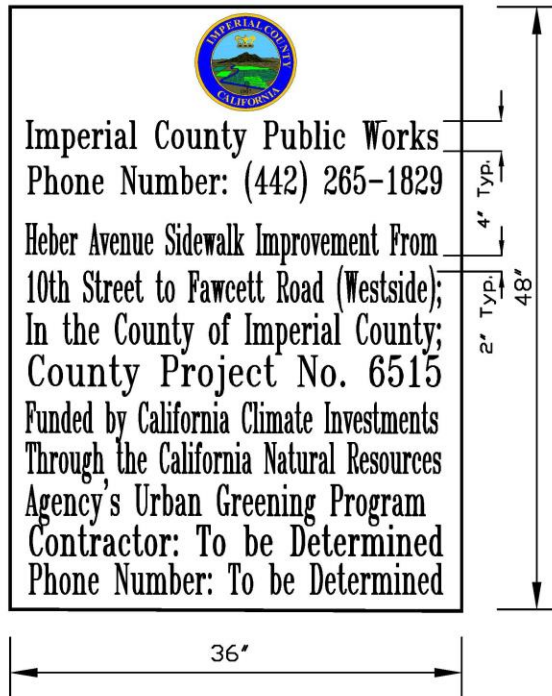 IMPERIAL COUNTY
CALIFORNIA
Imperial County Public Works
Phone Number: (442) 265-1829
4" Typ.
Heber Avenue Sidewalk Improvement From
10th Street to Fawcett Road (Westside);
2" Typ.
48"
In the County of Imperial County;
County Project No. 6515
Funded by California Climate Investments
Through the California Natural Resources
Agency's Urban Greening Program
Contractor: To be Determined
Phone Number: To be Determined
36"